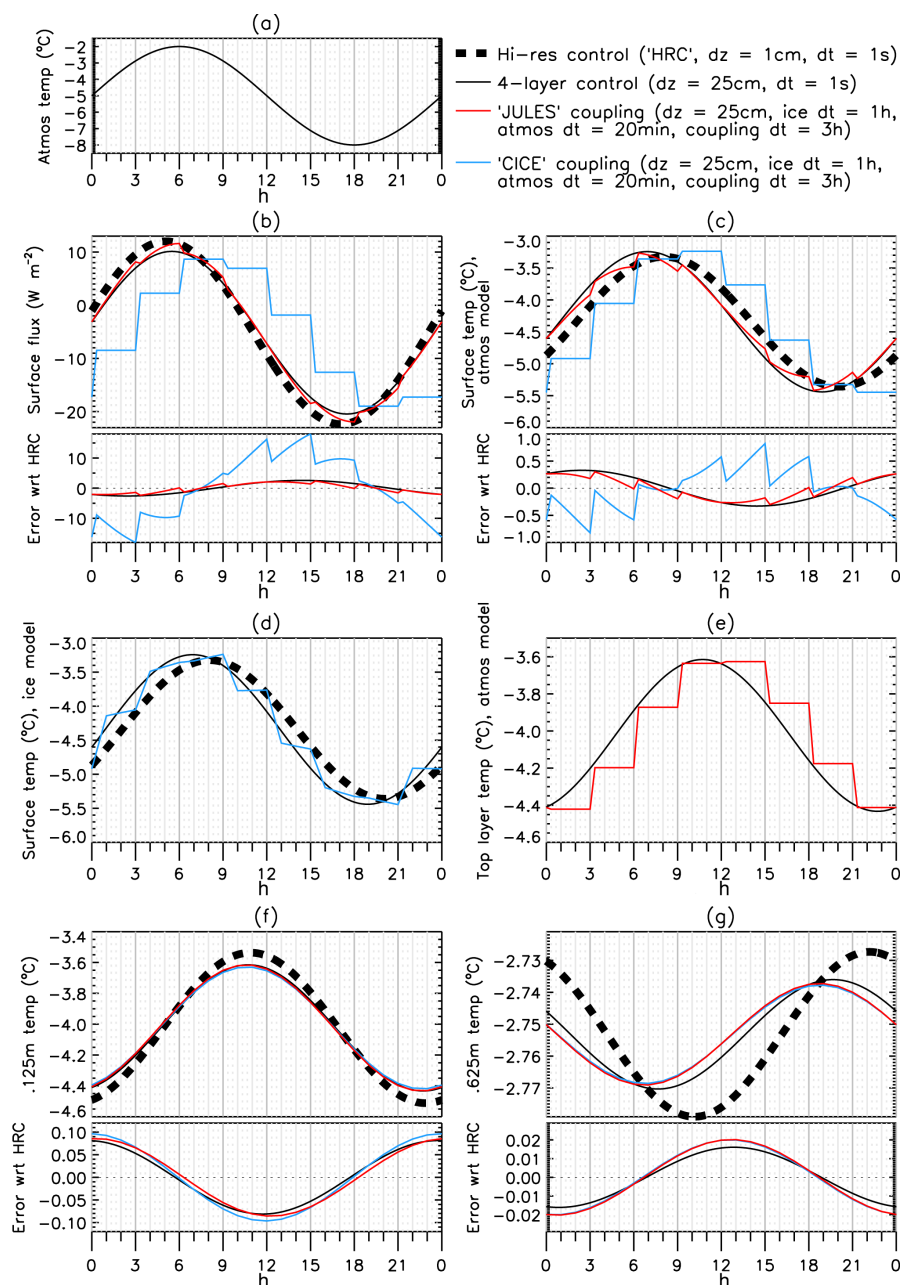 (a)
Atmos temp (°C)
−2
−3
−4
−5
−6
−7
−8
0 3 6 9 12 15 18 21 0
h
Hi-res control ('HRC', dz = 1cm, dt = 1s)
4-layer control (dz = 25cm, dt = 1s)
'JULES' coupling (dz = 25cm, ice dt = 1h,
atmos dt = 20min, coupling dt = 3h)
'CICE' coupling (dz = 25cm, ice dt = 1h,
atmos dt = 20min, coupling dt = 3h)
(b)
Surface flux (W m−2)
10
0
−10
−20
Error wrt HRC
10
0
−10
0 3 6 9 12 15 18 21 0
h
(c)
Surface temp (°C),
atmos model
−3.0
−3.5
−4.0
−4.5
−5.0
−5.5
−6.0
Error wrt HRC
1.0
0.5
0.0
−0.5
−1.0
0 3 6 9 12 15 18 21 0
h
(d)
Surface temp (°C), ice model
−3.0
−3.5
−4.0
−4.5
−5.0
−5.5
−6.0
0 3 6 9 12 15 18 21 0
h
(e)
Top layer temp (°C), atmos model
−3.6
−3.8
−4.0
−4.2
−4.4
−4.6
0 3 6 9 12 15 18 21 0
h
(f)
.125m temp (°C)
−3.4
−3.6
−3.8
−4.0
−4.2
−4.4
−4.6
Error wrt HRC
0.10
0.05
0.00
−0.05
−0.10
0 3 6 9 12 15 18 21 0
h
(g)
.625m temp (°C)
−2.73
−2.74
−2.75
−2.76
−2.77
Error wrt HRC
0.02
0.01
0.00
−0.01
−0.02
0 3 6 9 12 15 18 21 0
h